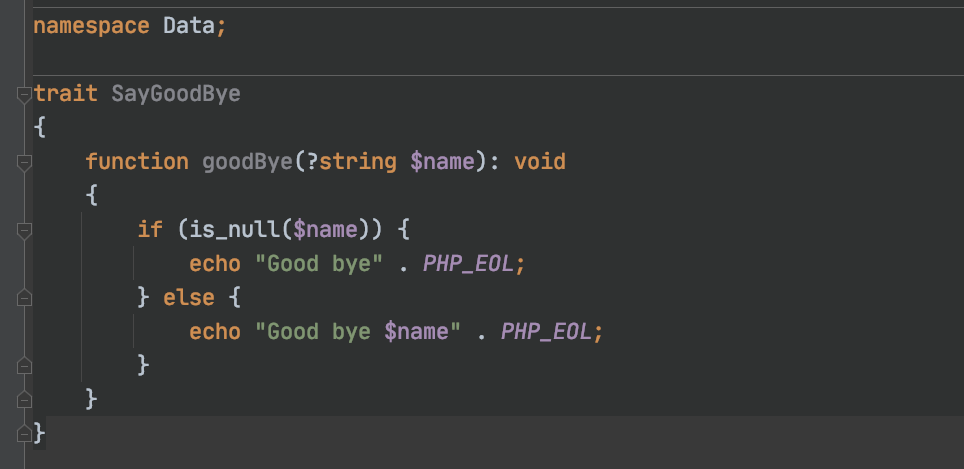 namespace Data;
trait SayGoodBye
{
    function goodBye(?string $name): void
    {
        if (is_null($name)) {
            echo "Good bye" . PHP_EOL;
        } else {
            echo "Good bye $name" . PHP_EOL;
        }
    }
}